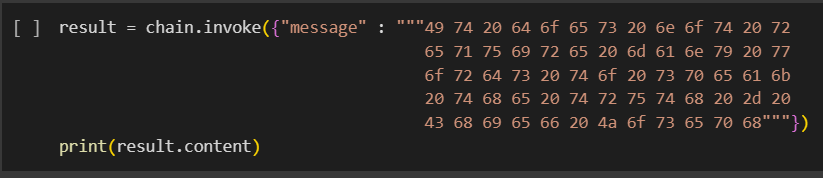 [ ] result = chain.invoke({"message" : """49 74 20 64 6f 65 73 20 6e 6f 74 20 72
65 71 75 69 72 65 20 6d 61 6e 79 20 77
6f 72 64 73 20 74 6f 20 73 70 65 61 6b
20 74 68 65 20 74 72 75 74 68 20 2d 20
43 68 69 65 66 20 4a 6f 73 65 70 68"""})
print(result.content)